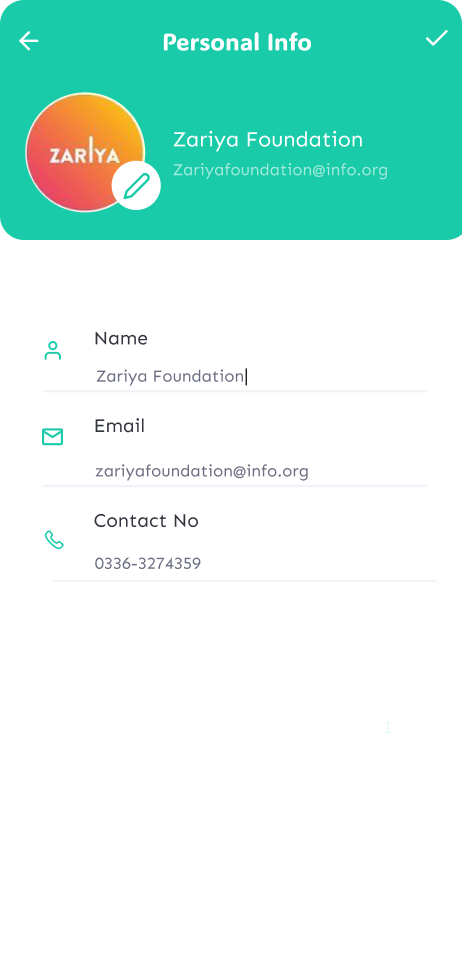 Personal Info
ZARIYA
Zariya Foundation
Zariyafoundation@info.org
Name
Zariya Foundation
Email
zariyafoundation@info.org
Contact No
0336-3274359
1